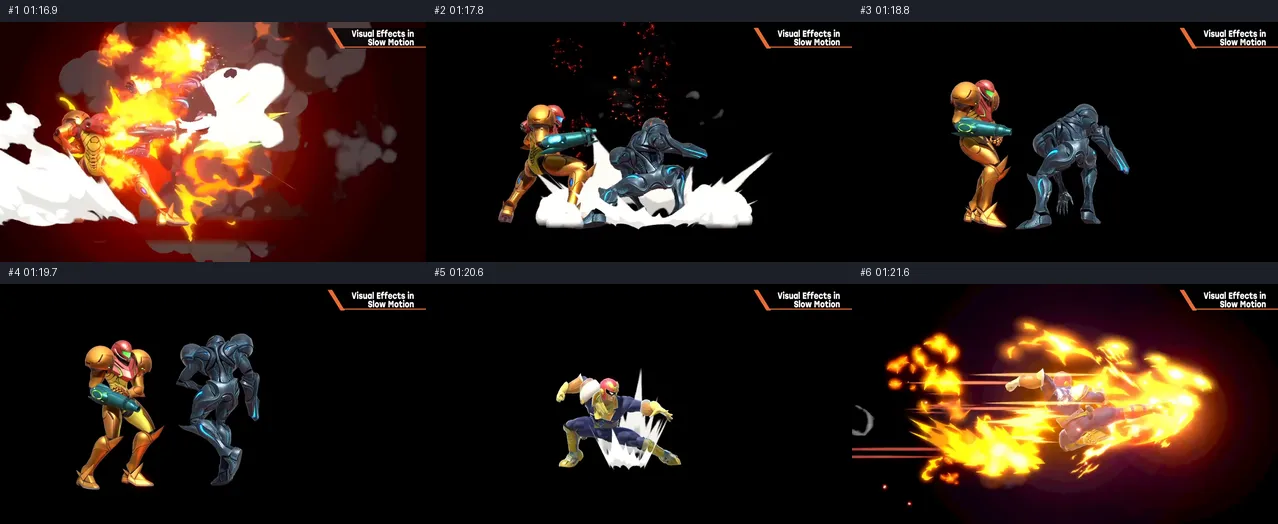 #1 01:16.9
#2 01:17.8
#3 01:18.8
Visual Effects in
Slow Motion
Visual Effects in
Slow Motion
Visual Effects in
Slow Motion
#4 01:19.7
#5 01:20.6
#6 01:21.6
Visual Effects in
Slow Motion
Visual Effects in
Slow Motion
Visual Effects in
Slow Motion